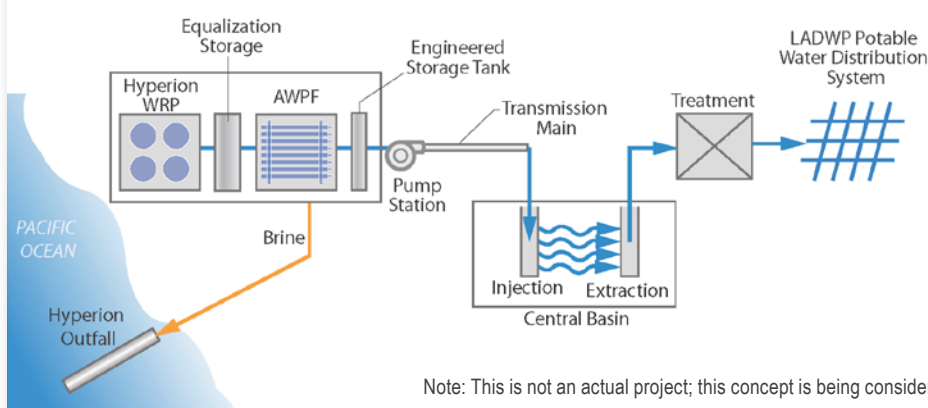 Equalization
Storage
Engineered
Storage Tank
LADWP Potable
Water Distribution
System
Hyperion
WRP
AWPF
Transmission
Main
Treatment
Pump
Station
PACIFIC
OCEAN
Brine
Injection
Extraction
Central Basin
Hyperion
Outfall
Note: This is not an actual project; this concept is being conside